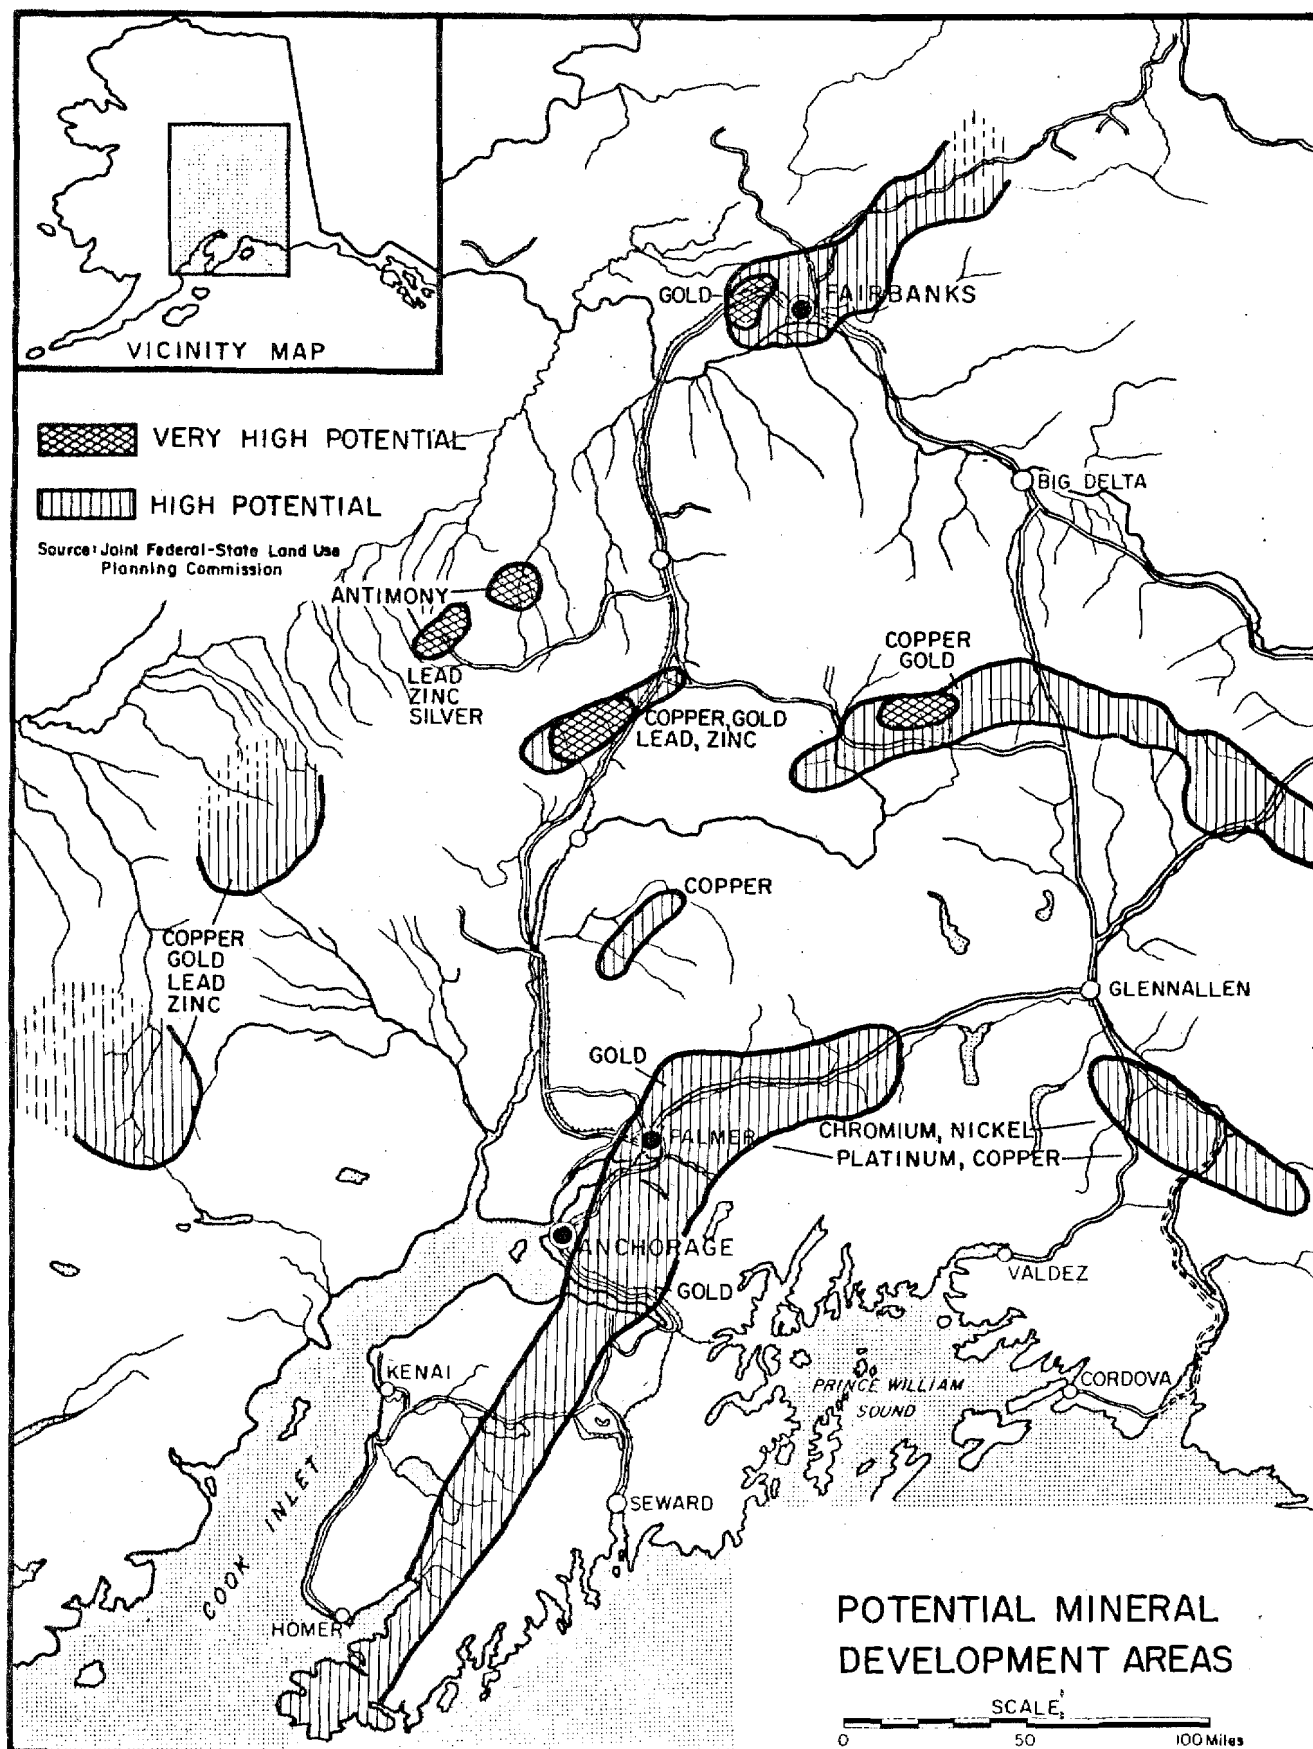 VICINITY MAP
VERY HIGH POTENTIAL
HIGH POTENTIAL
Source: Joint Federal-State Land Use
Planning Commission
GOLD
FAIRBANKS
BIG DELTA
ANTIMONY
LEAD
ZINC
SILVER
COPPER
GOLD
COPPER, GOLD
LEAD, ZINC
COPPER
COPPER
GOLD
LEAD
ZINC
GLENNALLEN
GOLD
PALMER
CHROMIUM, NICKEL
PLATINUM, COPPER
ANCHORAGE
GOLD
VALDEZ
KENAI
PRINCE WILLIAM
SOUND
CORDOVA
COOK INLET
SEWARD
HOMER
POTENTIAL MINERAL
DEVELOPMENT AREAS
SCALE
0 50 100 Miles